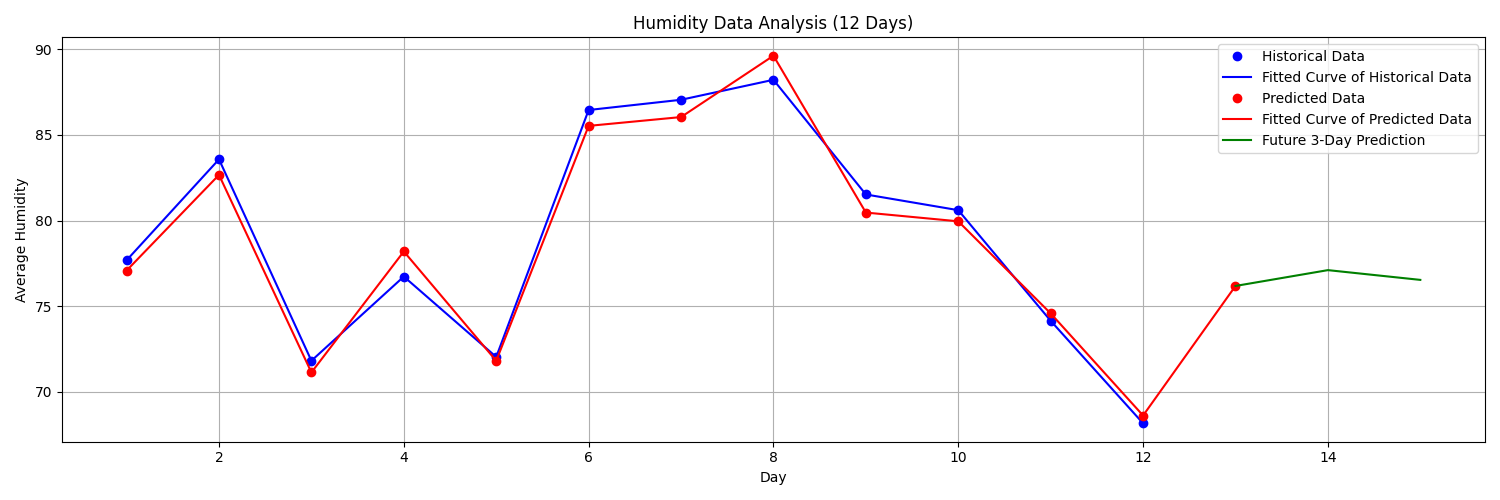 Humidity Data Analysis (12 Days)
Historical Data
Fitted Curve of Historical Data
Predicted Data
Fitted Curve of Predicted Data
Future 3-Day Prediction
Average Humidity
90
85
80
75
70
2 4 6 8 10 12 14
Day